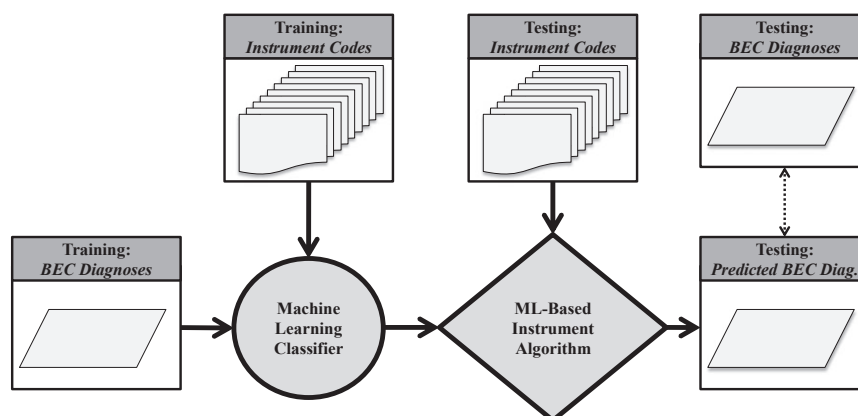 Training:
Instrument Codes
Testing:
Instrument Codes
Testing:
BEC Diagnoses
Training:
BEC Diagnoses
Machine
Learning
Classifier
ML-Based
Instrument
Algorithm
Testing:
Predicted BEC Diag.